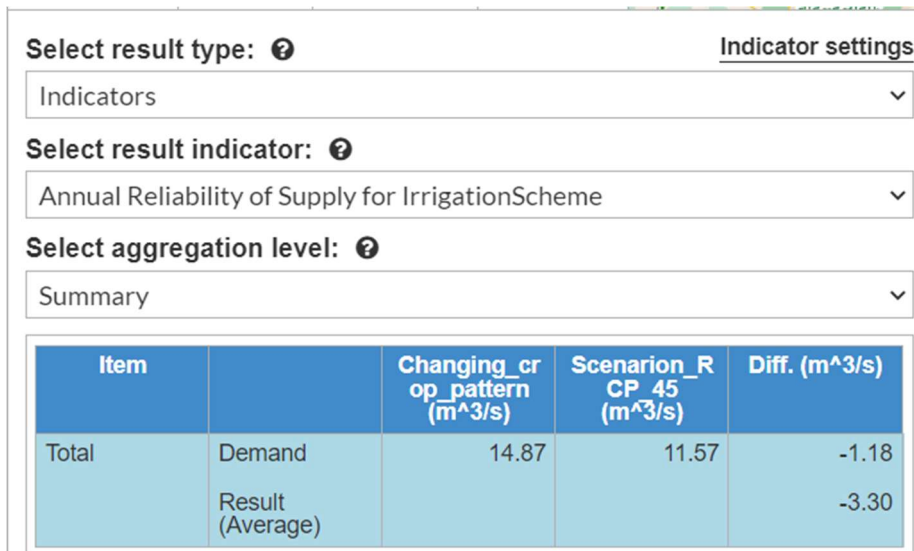 Select result type: Indicator settings
Indicators
Select result indicator:
Annual Reliability of Supply for IrrigationScheme
Select aggregation level:
Summary
Item Changing_cr Scenarion_R Diff. (m^3/s)
op_pattern CP_45
(m^3/s) (m^3/s)
Total Demand 14.87 11.57 -1.18
Result -3.30
(Average)